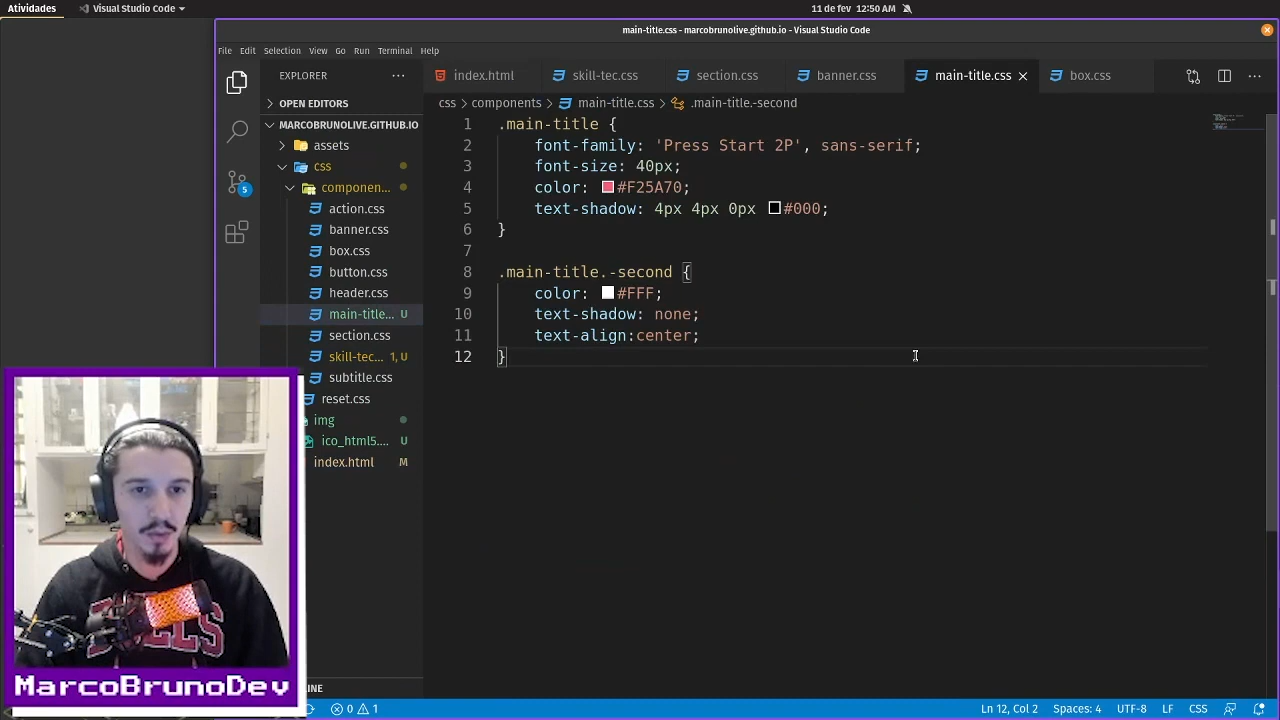 Atividades
Visual Studio Code
11 de fev 12:50 AM
main-title.css - marcobrunolive.github.io - Visual Studio Code
File Edit Selection View Go Run Terminal Help
EXPLORER
index.html
skill-tec.css
section.css
banner.css
main-title.css
box.css
OPEN EDITORS
css > components > main-title.css > .main-title.-second
MARCOBRUNOLIVE.GITHUB.IO
assets
css
componen...
action.css
banner.css
box.css
button.css
header.css
main-title... U
section.css
skill-tec... 1, U
subtitle.css
reset.css
img
ico_html5.... U
index.html M
5
1 .main-title {
2 font-family: 'Press Start 2P', sans-serif;
3 font-size: 40px;
4 color: #F25A70;
5 text-shadow: 4px 4px 0px #000;
6 }
7
8 .main-title.-second {
9 color: #FFF;
10 text-shadow: none;
11 text-align:center;
12 }
MarcoBrunoDev
INE
0 1
Ln 12, Col 2 Spaces: 4 UTF-8 LF CSS